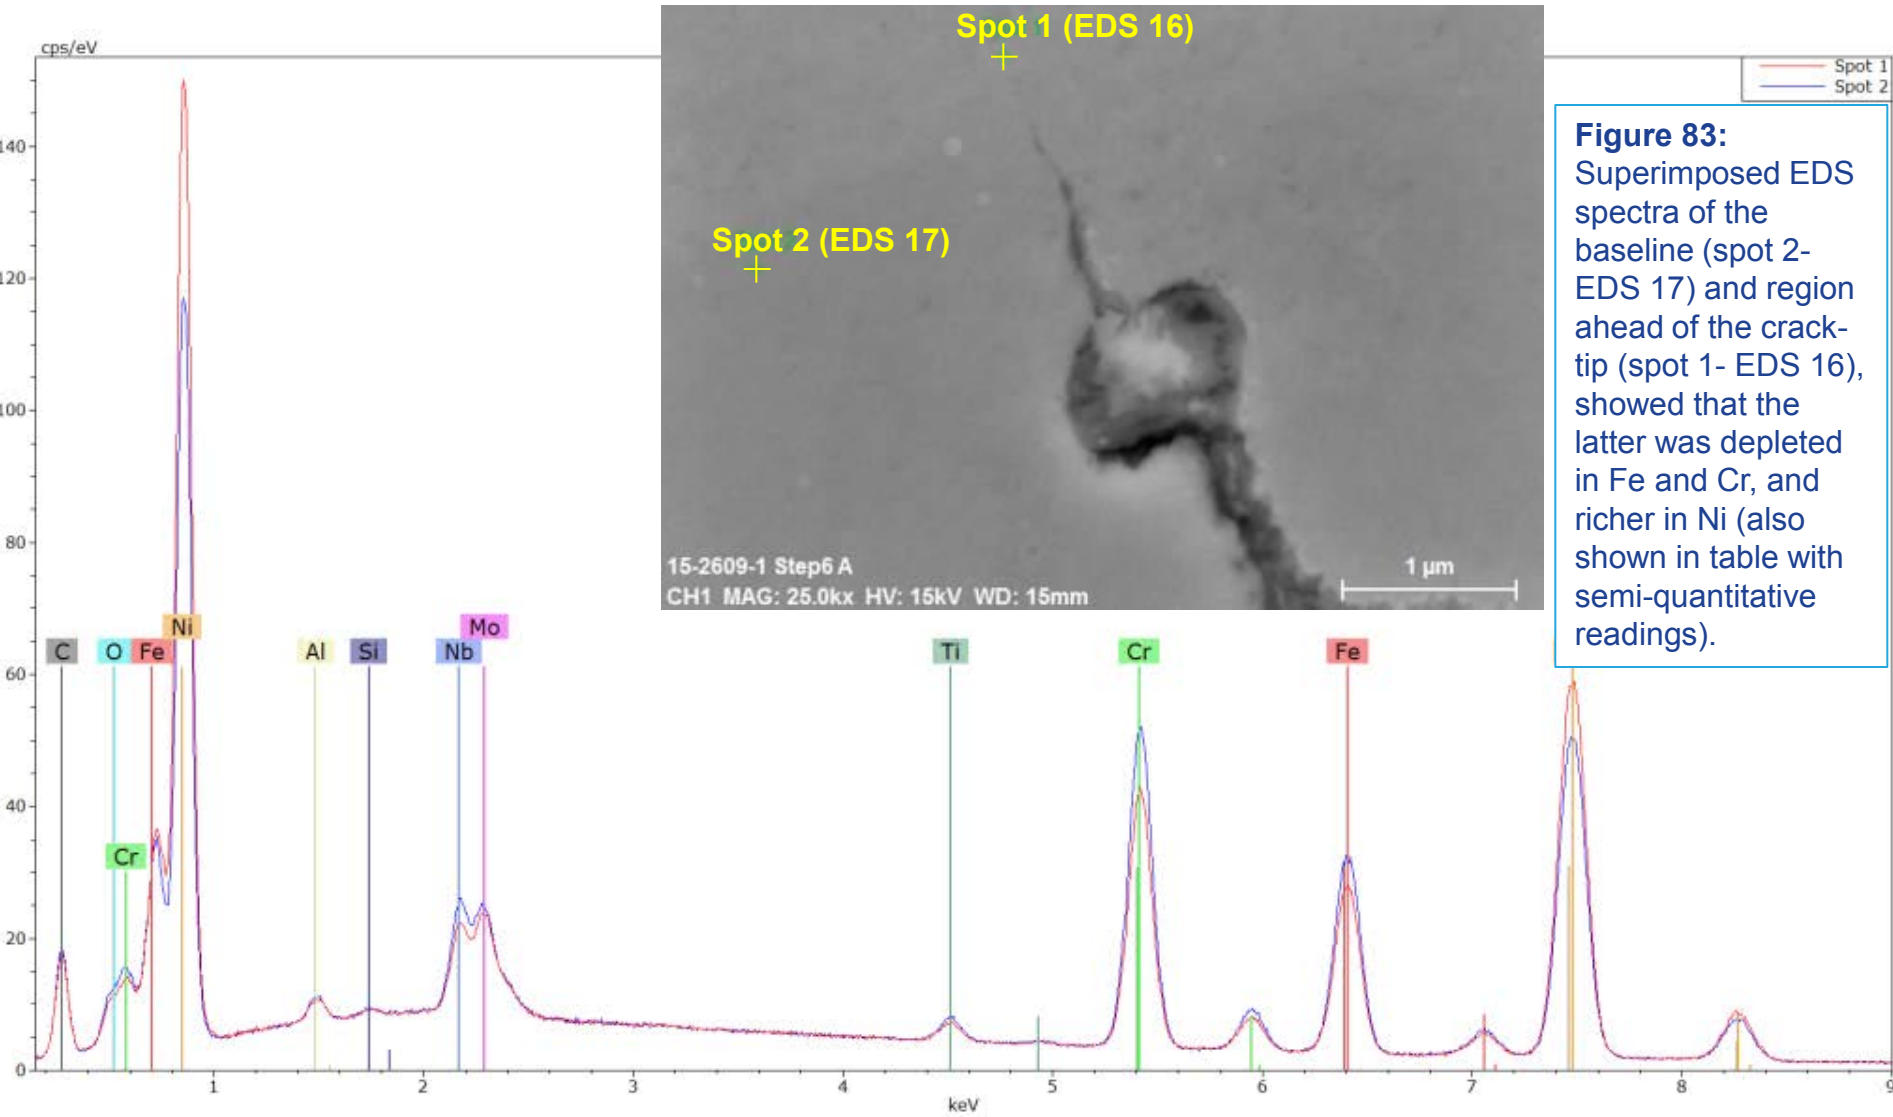 cps/eV
Spot 1 (EDS 16)
Spot 2 (EDS 17)
15-2609-1 Step6 A
CH1 MAG: 25.0kx HV: 15kV WD: 15mm
1 µm
Spot 1
Spot 2
Figure 83:
Superimposed EDS
spectra of the
baseline (spot 2-
EDS 17) and region
ahead of the crack-
tip (spot 1- EDS 16),
showed that the
latter was depleted
in Fe and Cr, and
richer in Ni (also
shown in table with
semi-quantitative
readings).
140
120
100
80
60
40
20
0
C
O
Fe
Ni
Cr
Al
Si
Nb
Mo
Ti
Cr
Fe
1
2
3
4
5
6
7
8
9
keV